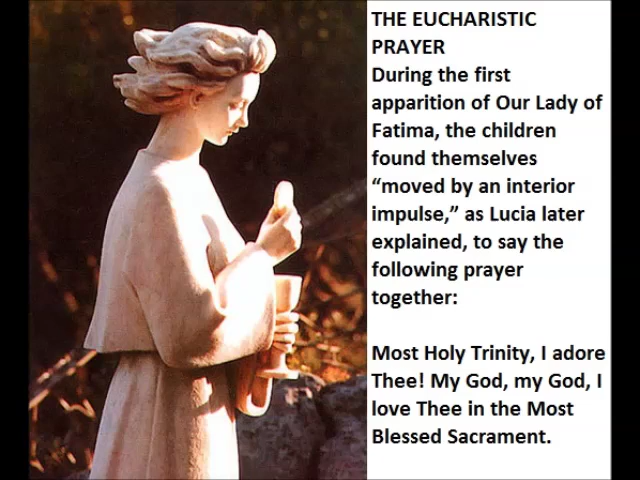 THE EUCHARISTIC
PRAYER
During the first
apparition of Our Lady of
Fatima, the children
found themselves
“moved by an interior
impulse,” as Lucia later
explained, to say the
following prayer
together:
Most Holy Trinity, I adore
Thee! My God, my God, I
love Thee in the Most
Blessed Sacrament.